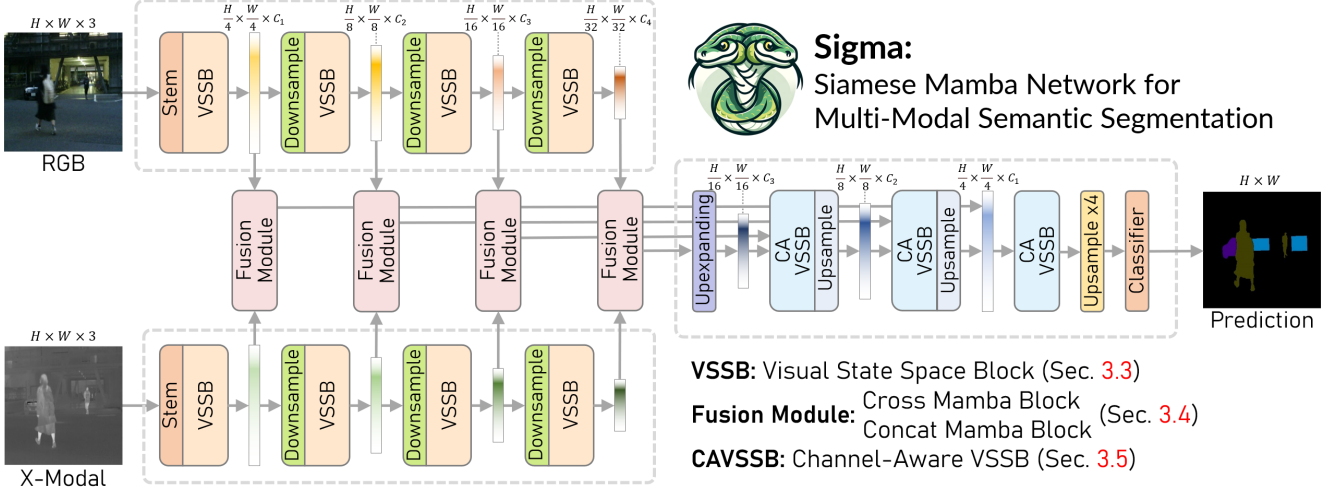 H × W × 3
RGB
Stem
VSSB
H/4 × W/4 × C₁
Downsample
VSSB
H/8 × W/8 × C₂
Downsample
VSSB
H/16 × W/16 × C₃
Downsample
VSSB
H/32 × W/32 × C₄
Sigma:
Siamese Mamba Network for
Multi-Modal Semantic Segmentation
Fusion
Module
Fusion
Module
Fusion
Module
Fusion
Module
Upexpanding
H/16 × W/16 × C₃
CA
VSSB
Upsample
H/8 × W/8 × C₂
CA
VSSB
Upsample
H/4 × W/4 × C₁
CA
VSSB
Upsample x4
Classifier
H × W
Prediction
H × W × 3
X-Modal
Stem
VSSB
Downsample
VSSB
Downsample
VSSB
Downsample
VSSB
VSSB: Visual State Space Block (Sec. 3.3)
Fusion Module: Cross Mamba Block
Concat Mamba Block (Sec. 3.4)
CAVSSB: Channel-Aware VSSB (Sec. 3.5)